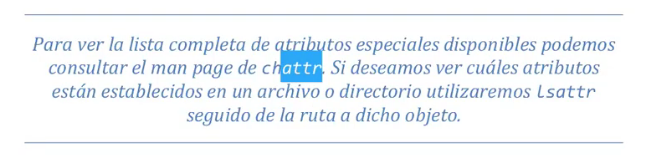 Para ver la lista completa de atributos especiales disponibles podemos
consultar el man page de chattr. Si deseamos ver cuáles atributos
están establecidos en un archivo o directorio utilizaremos lsattr
seguido de la ruta a dicho objeto.